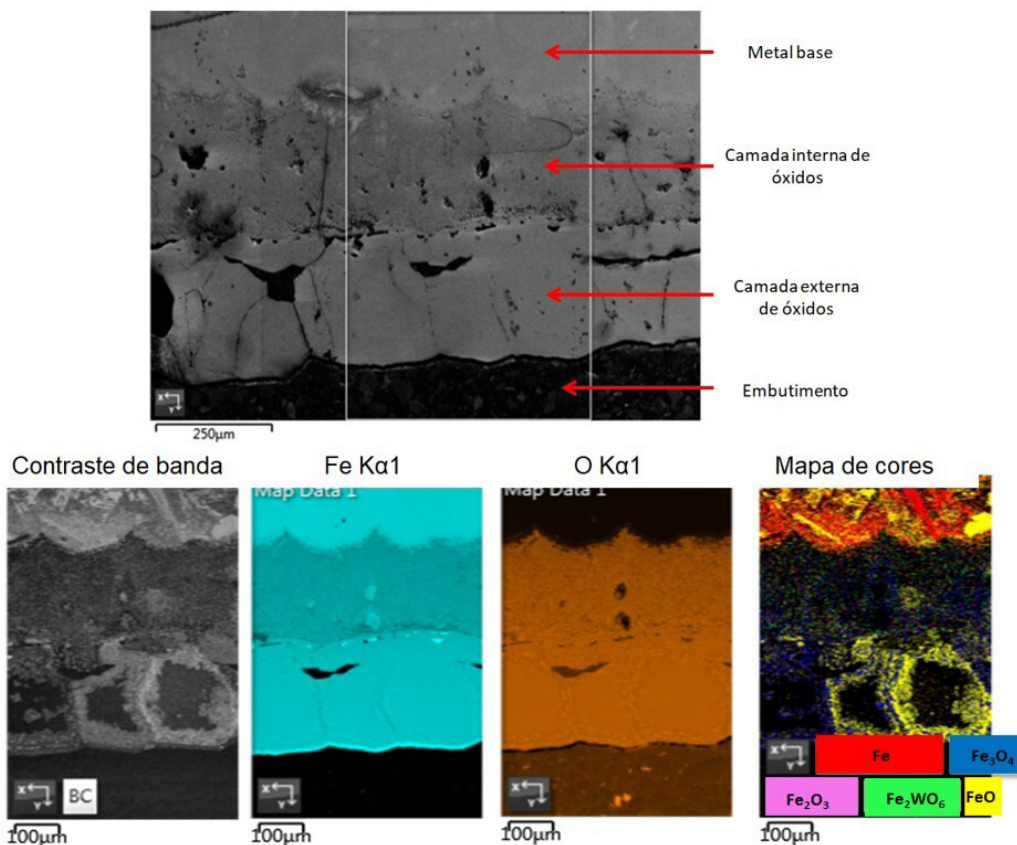 Metal base
Camada interna de
óxidos
Camada externa
de óxidos
Embutimento
X
Y
250μm
Contraste de banda
Fe Kα1
O Kα1
Mapa de cores
Map Data 1
Map Data 1
X
Y
BC
X
Y
X
Y
X
Y
Fe
Fe₃O₄
Fe₂O₃
Fe₂WO₆
FeO
100μm
100μm
100μm
100μm